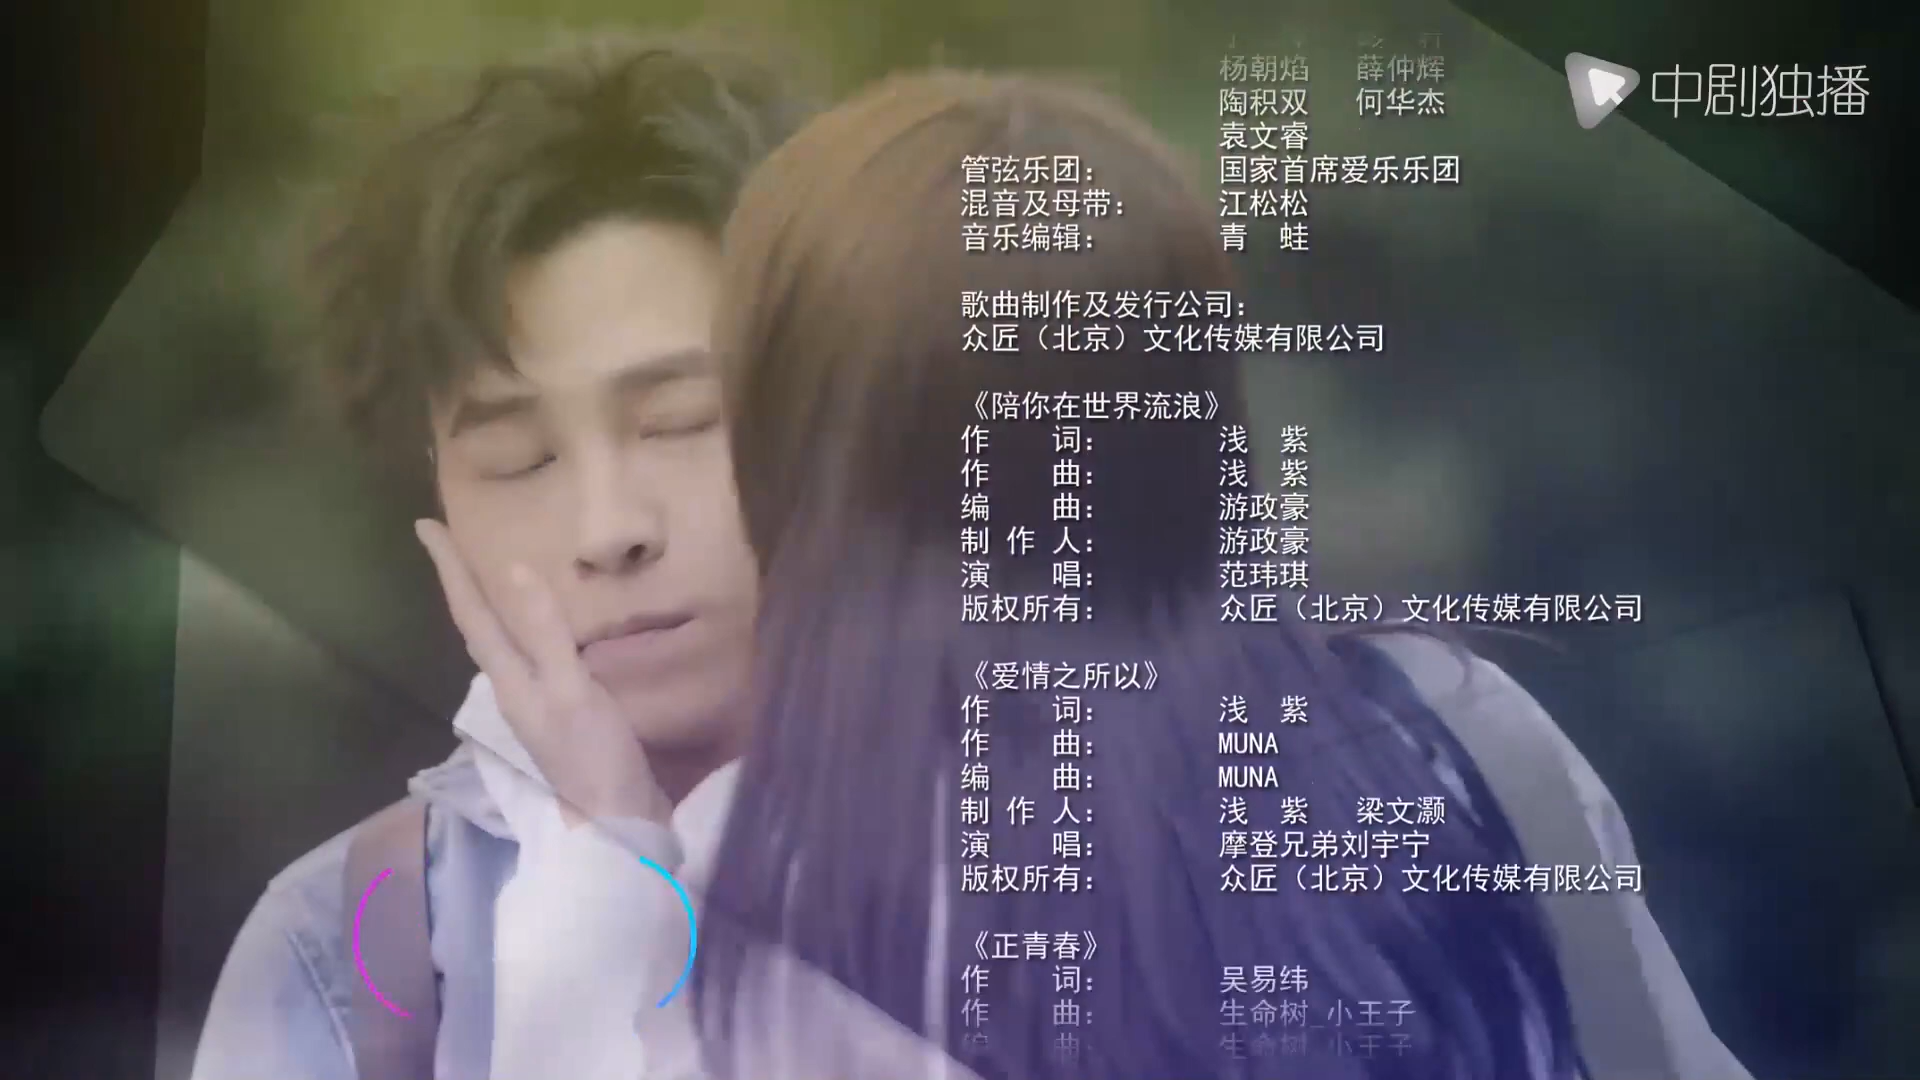 中剧独播
杨朝焰 薛仲辉
陶积双 何华杰
袁文睿
管弦乐团： 国家首席爱乐乐团
混音及母带： 江松松
音乐编辑： 青 蛙
歌曲制作及发行公司：
众匠（北京）文化传媒有限公司
《陪你在世界流浪》
作 词： 浅 紫
作 曲： 浅 紫
编 曲： 游政豪
制 作 人： 游政豪
演 唱： 范玮琪
版权所有： 众匠（北京）文化传媒有限公司
《爱情之所以》
作 词： 浅 紫
作 曲： MUNA
编 曲： MUNA
制 作 人： 浅 紫 梁文灏
演 唱： 摩登兄弟刘宇宁
版权所有： 众匠（北京）文化传媒有限公司
《正青春》
作 词： 吴易纬
作 曲： 生命树_小王子
编 曲： 生命树_小王子